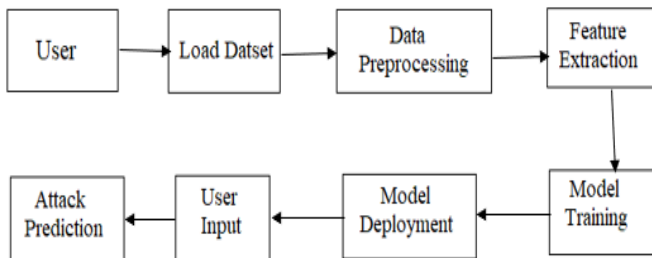 User
Load Datset
Data
Preprocessing
Feature
Extraction
Model
Training
Model
Deployment
User
Input
Attack
Prediction